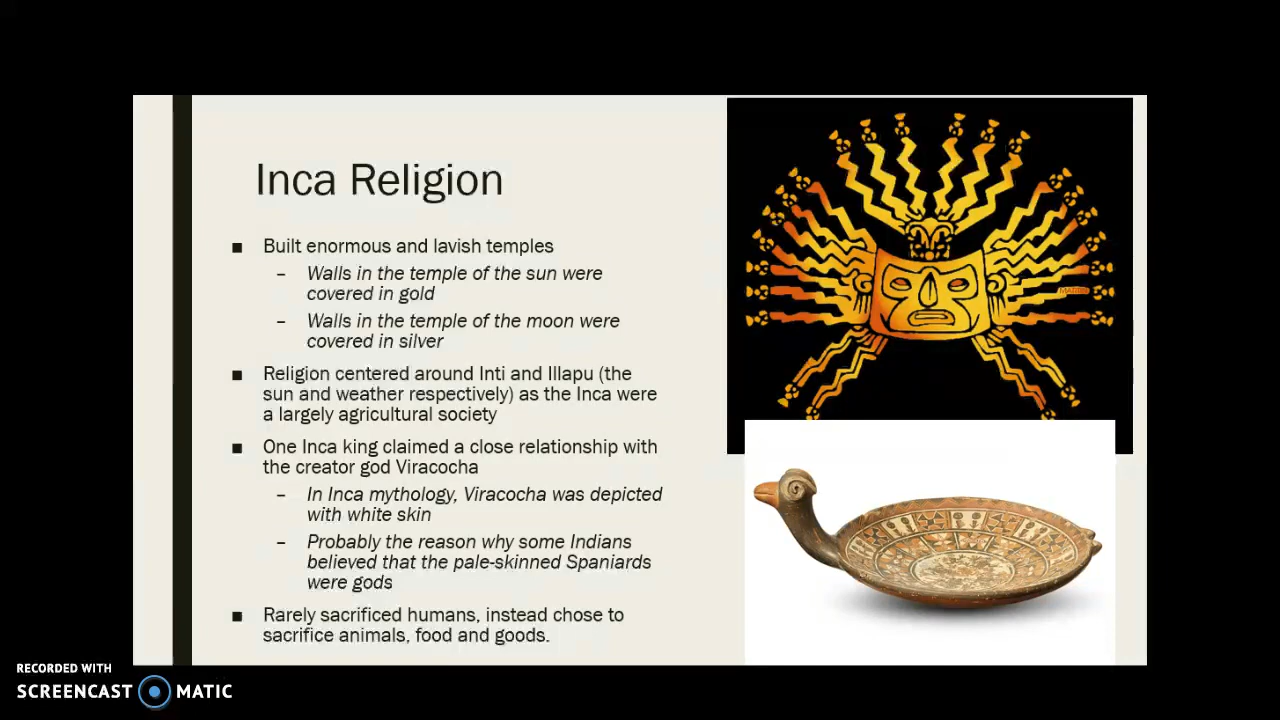 Inca Religion
■ Built enormous and lavish temples
– Walls in the temple of the sun were
covered in gold
– Walls in the temple of the moon were
covered in silver
■ Religion centered around Inti and Illapu (the
sun and weather respectively) as the Inca were
a largely agricultural society
■ One Inca king claimed a close relationship with
the creator god Viracocha
– In Inca mythology, Viracocha was depicted
with white skin
– Probably the reason why some Indians
believed that the pale-skinned Spaniards
were gods
■ Rarely sacrificed humans, instead chose to
sacrifice animals, food and goods.
RECORDED WITH
SCREENCAST MATIC